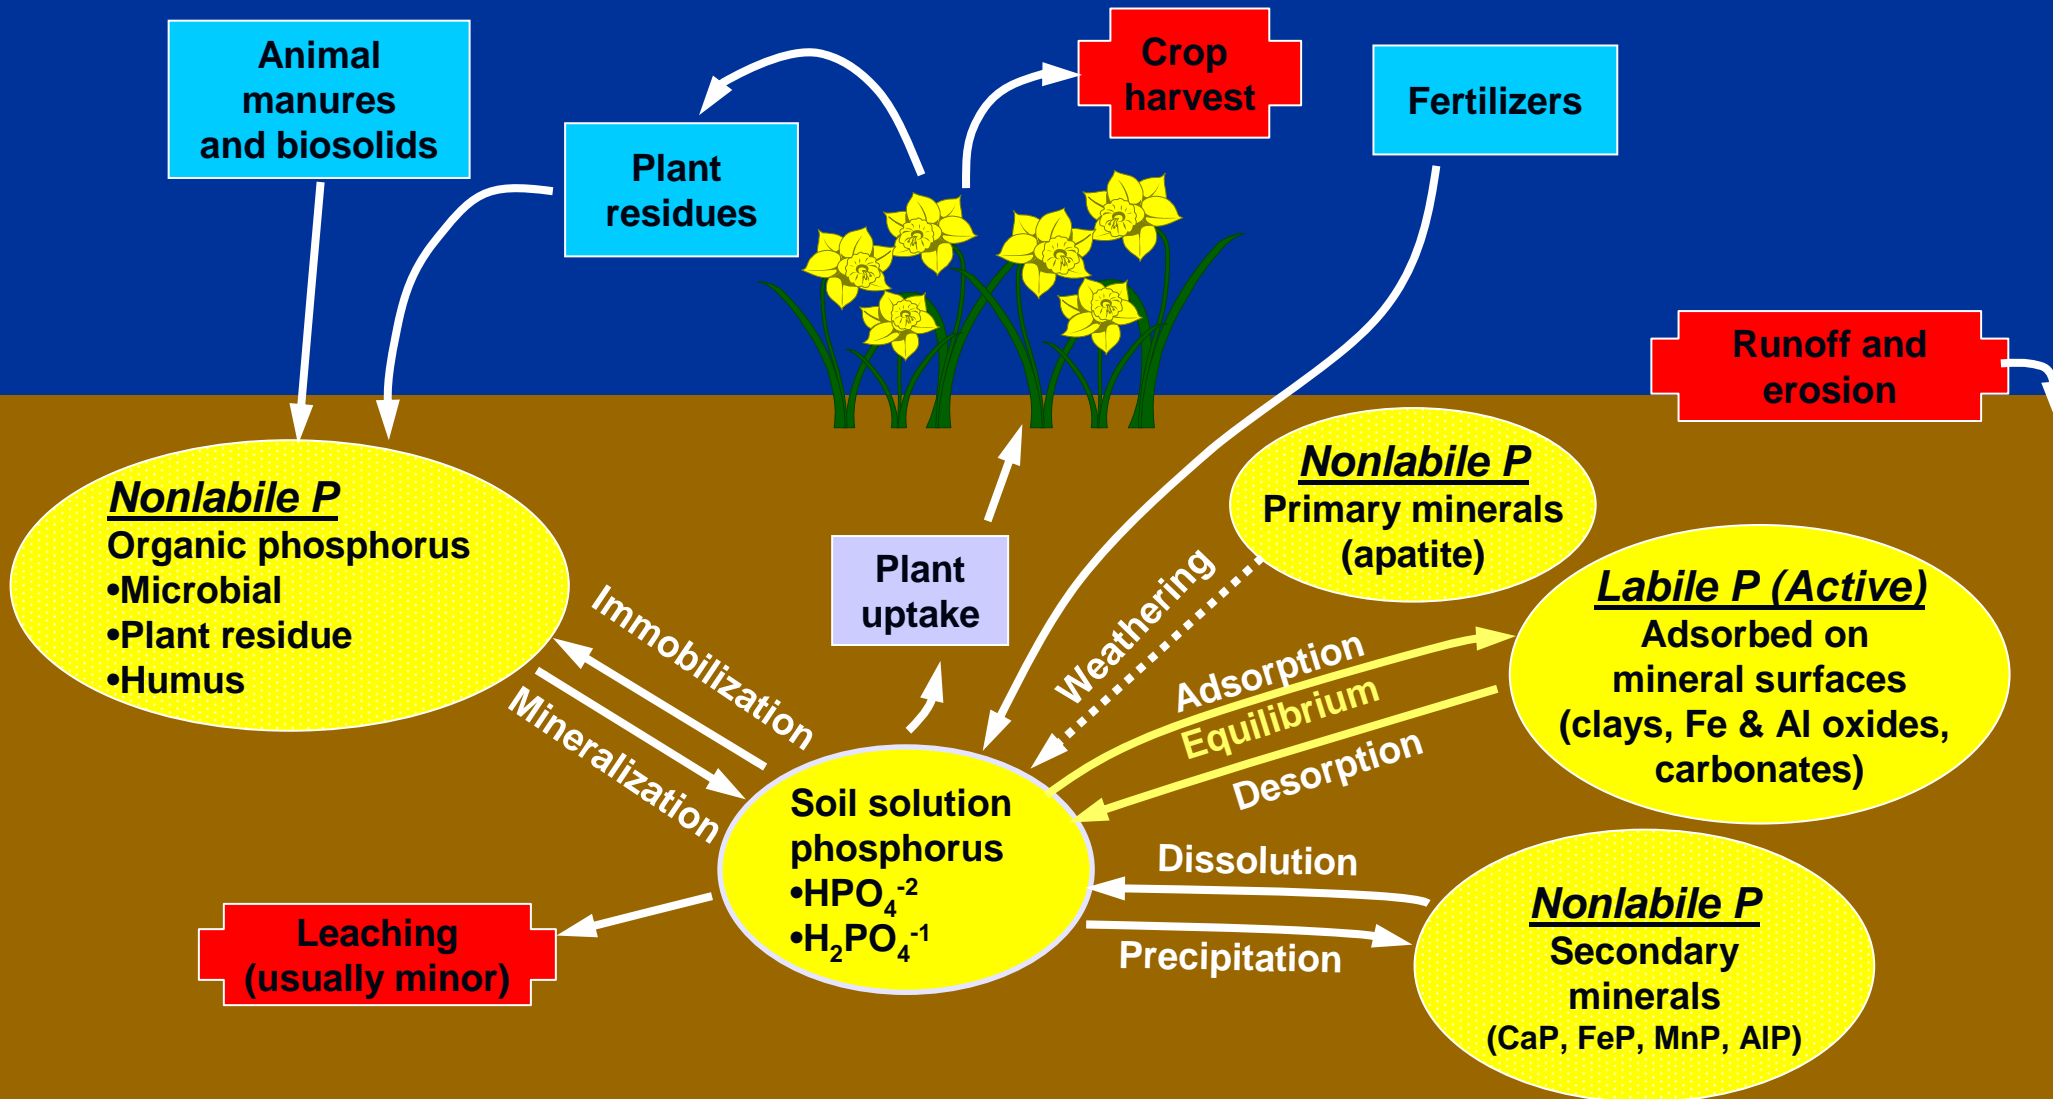 Animal
manures
and biosolids
Plant
residues
Crop
harvest
Fertilizers
Runoff and
erosion
Nonlabile P
Organic phosphorus
•Microbial
•Plant residue
•Humus
Plant
uptake
Nonlabile P
Primary minerals
(apatite)
Labile P (Active)
Adsorbed on
mineral surfaces
(clays, Fe & Al oxides,
carbonates)
Immobilization
Mineralization
Weathering
Adsorption
Equilibrium
Desorption
Soil solution
phosphorus
•HPO₄⁻²
•H₂PO₄⁻¹
Dissolution
Precipitation
Leaching
(usually minor)
Nonlabile P
Secondary
minerals
(CaP, FeP, MnP, AlP)